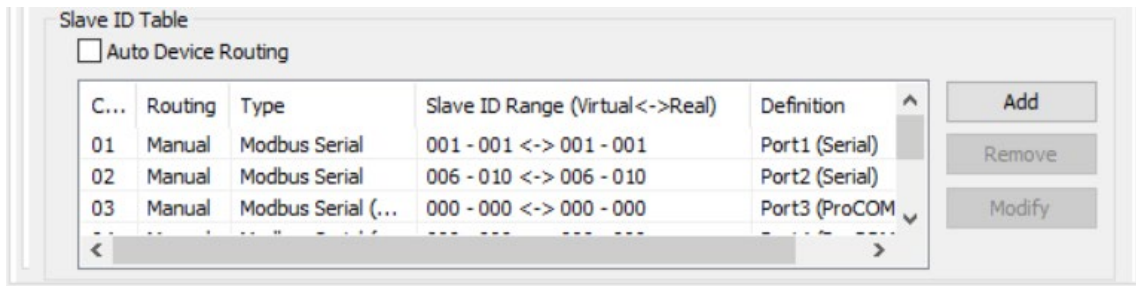 Slave ID Table
Auto Device Routing
C... Routing Type Slave ID Range (Virtual<->Real) Definition
01 Manual Modbus Serial 001 - 001 <-> 001 - 001 Port1 (Serial)
02 Manual Modbus Serial 006 - 010 <-> 006 - 010 Port2 (Serial)
03 Manual Modbus Serial (... 000 - 000 <-> 000 - 000 Port3 (ProCOM
Add
Remove
Modify